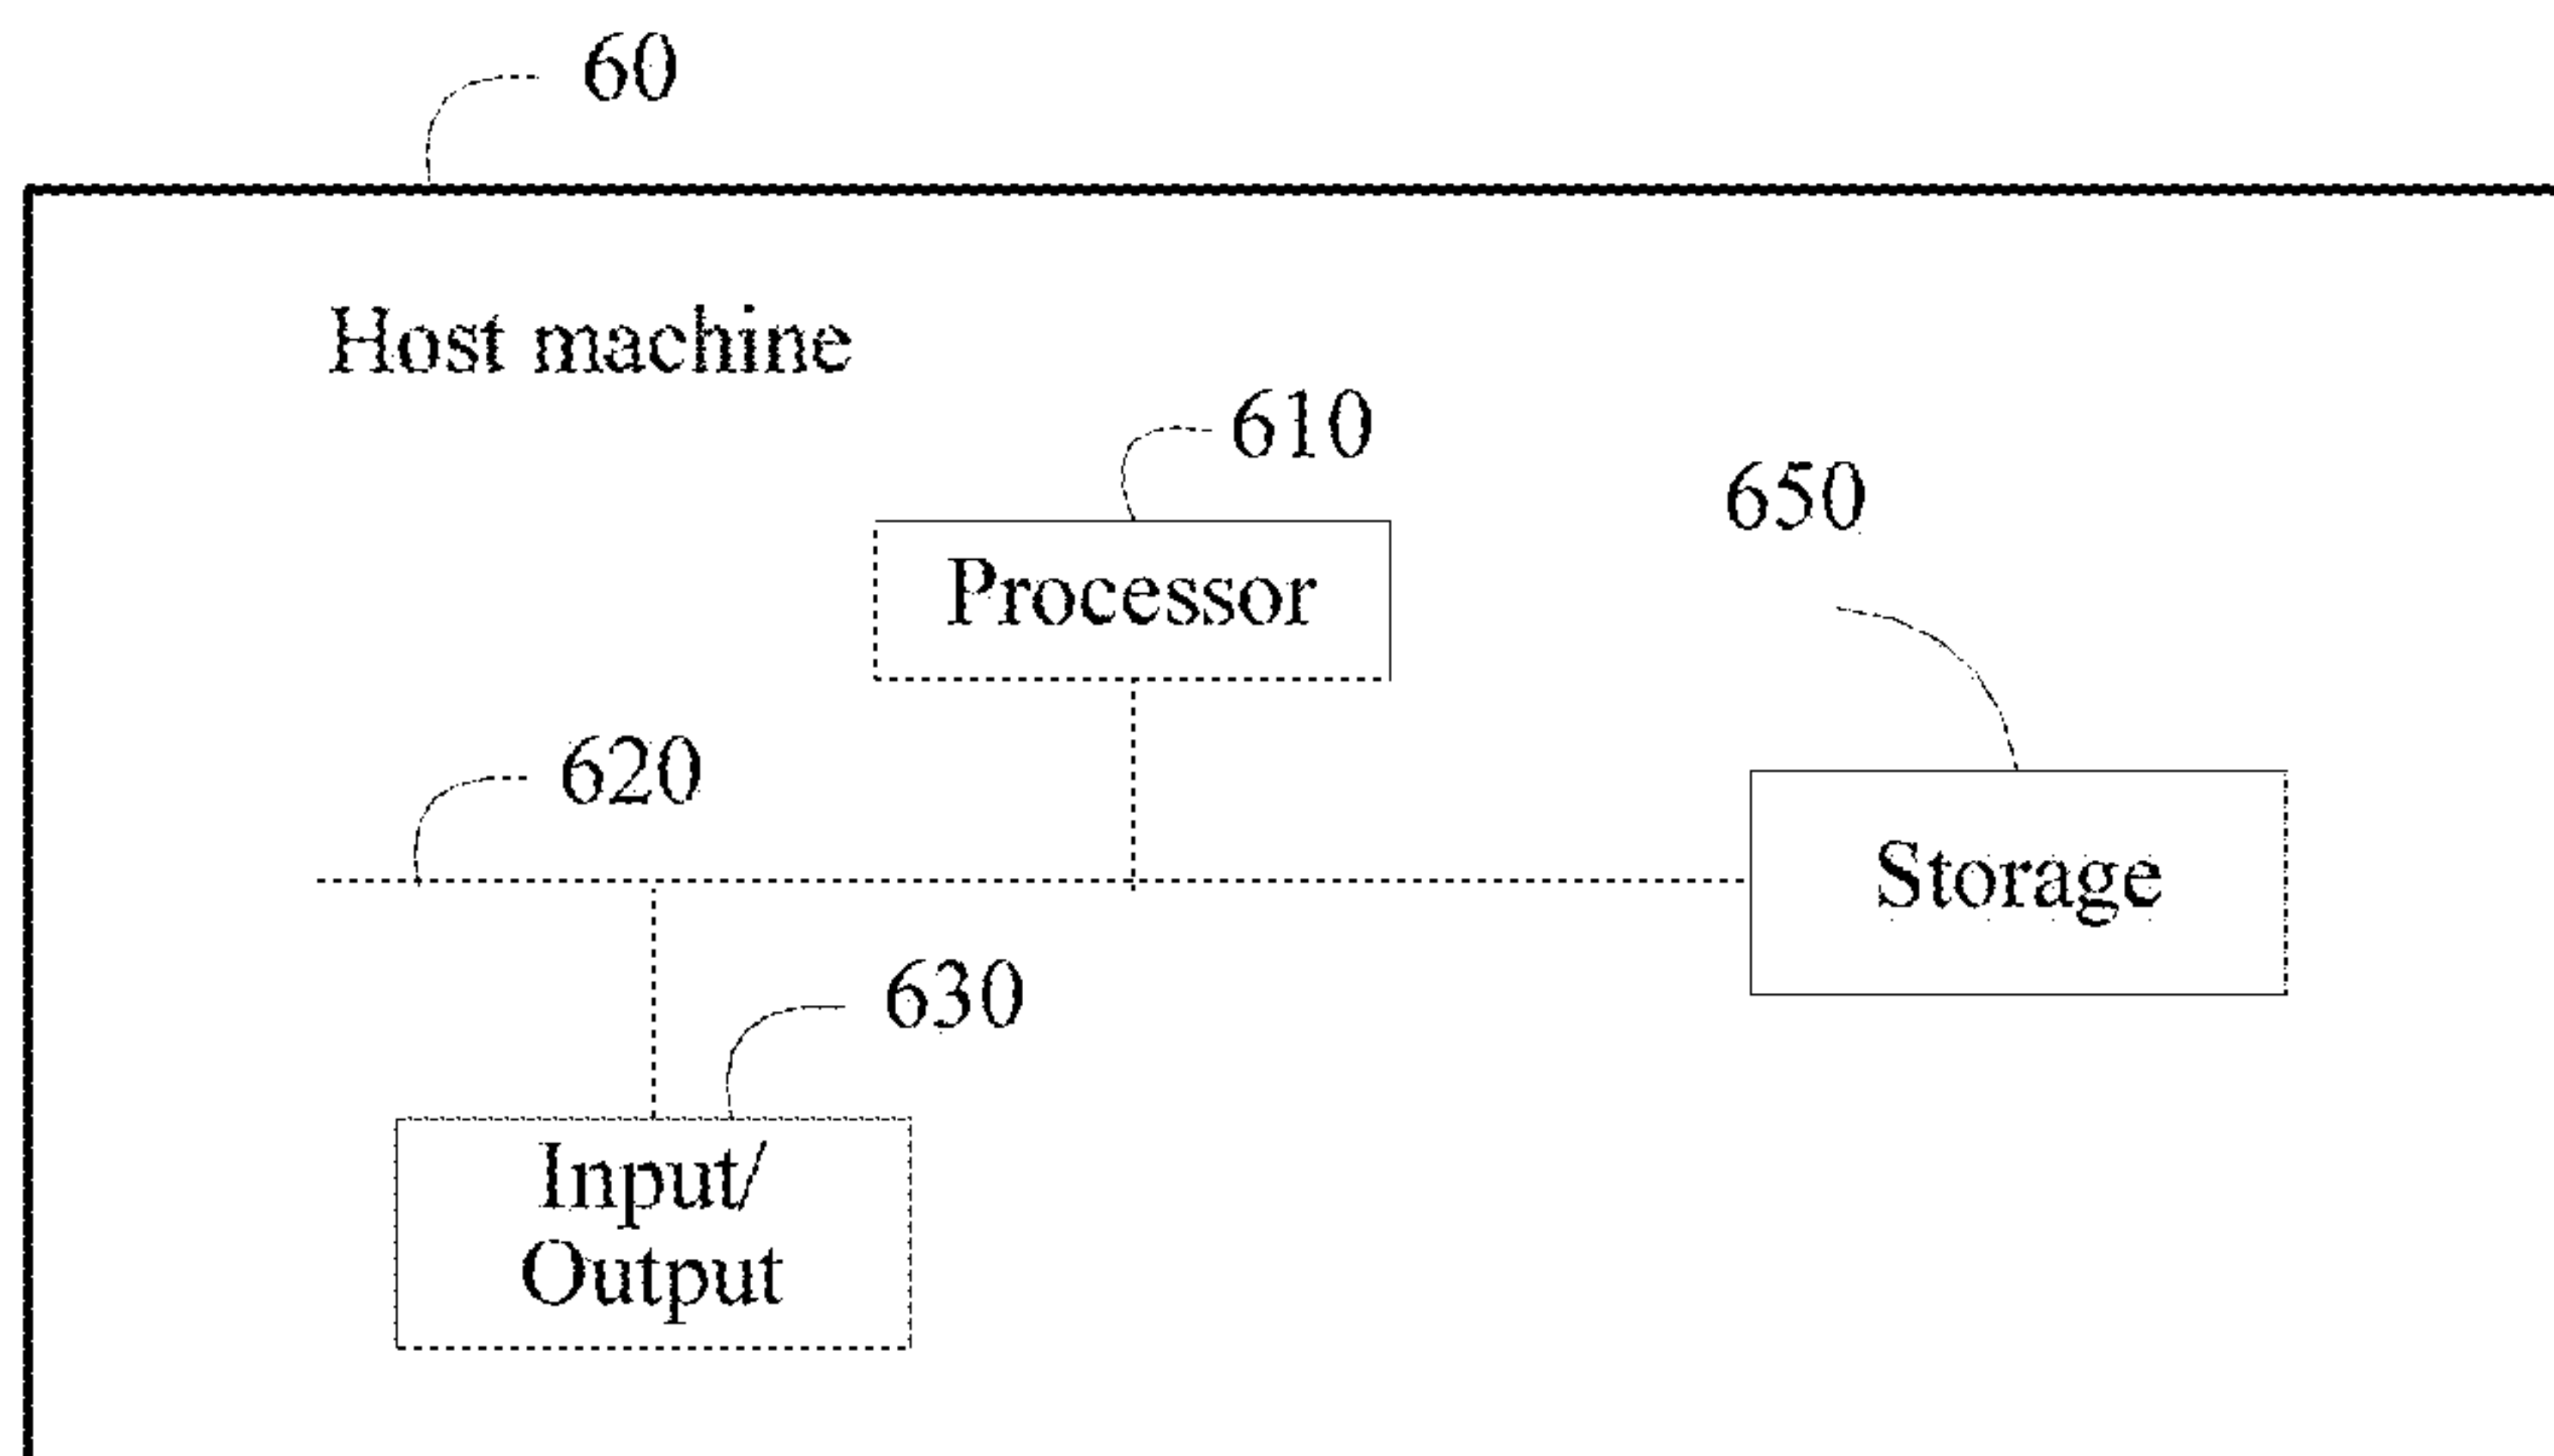 60
Host machine
610
650
Processor
620
Storage
630
Input/
Output